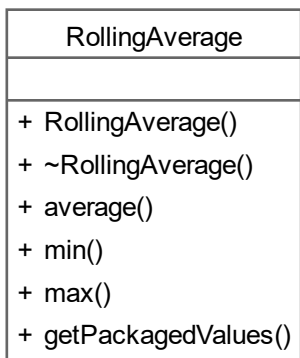 RollingAverage
+ RollingAverage()
+ ~RollingAverage()
+ average()
+ min()
+ max()
+ getPackagedValues()